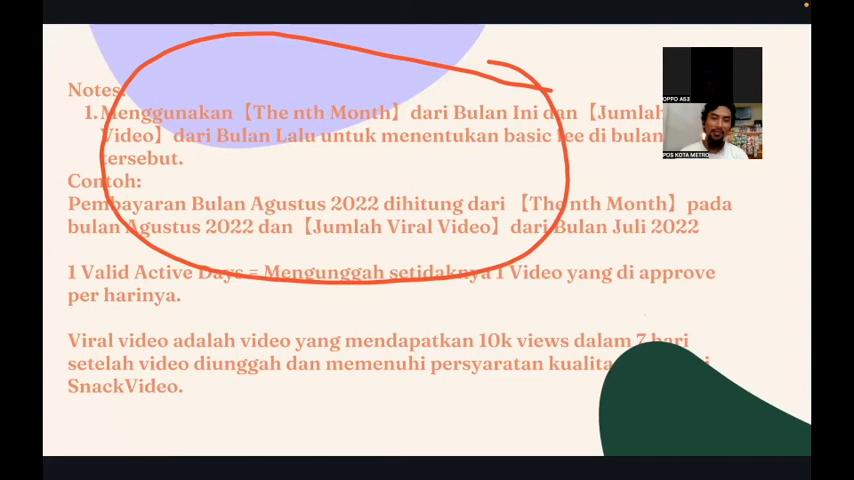 Notes:
1. Menggunakan【The nth Month】dari Bulan Ini dan【Jumlah
Video】dari Bulan Lalu untuk menentukan basic fee di bulan
tersebut.
Contoh:
Pembayaran Bulan Agustus 2022 dihitung dari 【The nth Month】pada
bulan Agustus 2022 dan【Jumlah Viral Video】dari Bulan Juli 2022
1 Valid Active Days = Mengunggah setidaknya 1 Video yang di approve
per harinya.
Viral video adalah video yang mendapatkan 10k views dalam 7 hari
setelah video diunggah dan memenuhi persyaratan
SnackVideo.
OPPO A53
POS KOTA METRO